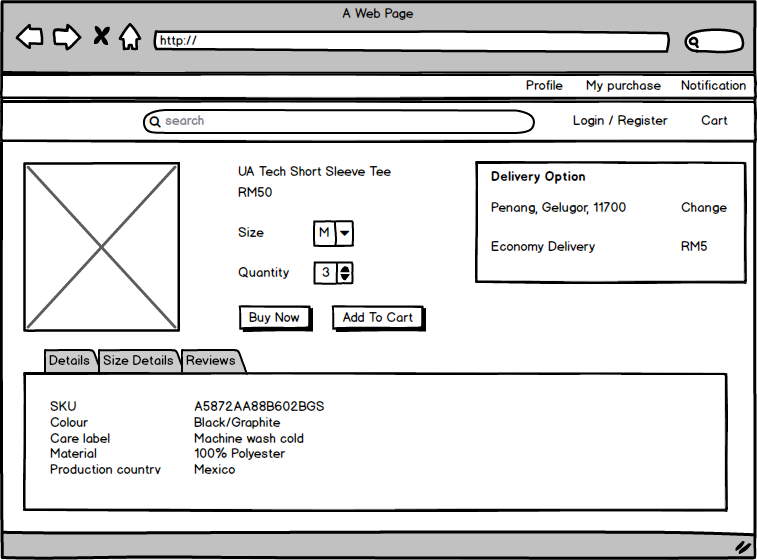 A Web Page
http://
Profile My purchase Notification
search
Login / Register Cart
UA Tech Short Sleeve Tee
RM50
Size M
Quantity 3
Buy Now Add To Cart
Delivery Option
Penang, Gelugor, 11700 Change
Economy Delivery RM5
Details Size Details Reviews
SKU A5872AA88B602BGS
Colour Black/Graphite
Care label Machine wash cold
Material 100% Polyester
Production country Mexico